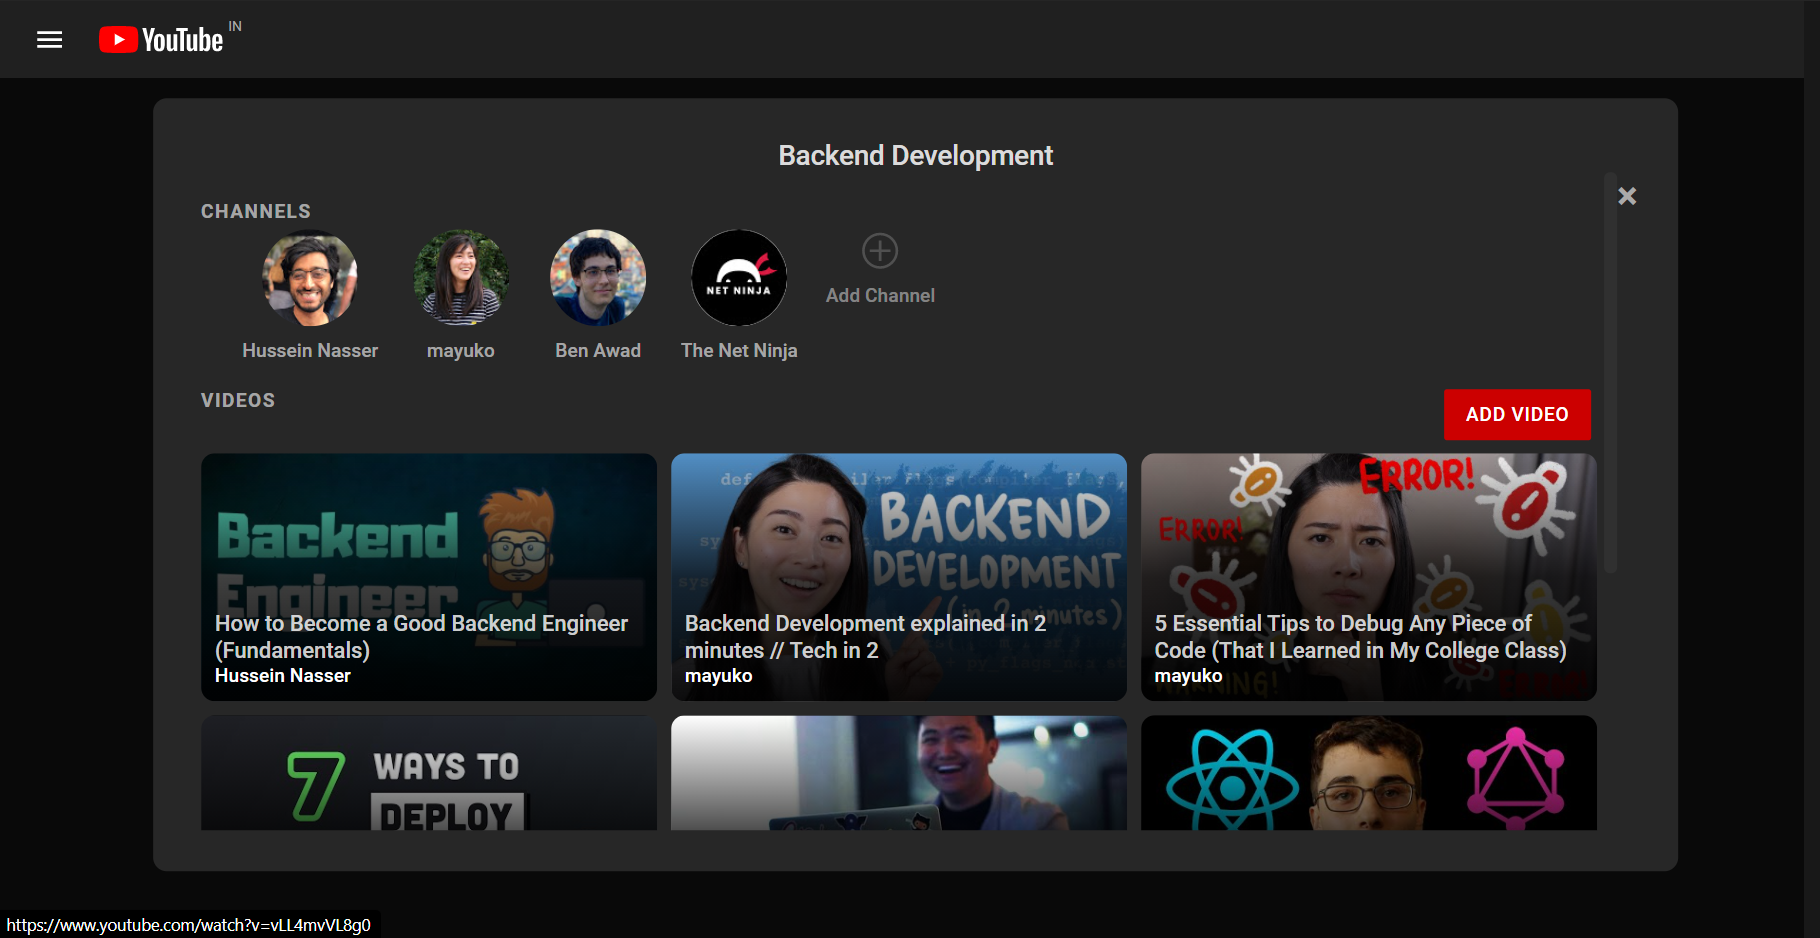 YouTube IN
Backend Development
CHANNELS
NET NINJA
Hussein Nasser
mayuko
Ben Awad
The Net Ninja
Add Channel
VIDEOS
ADD VIDEO
Backend
Engineer
How to Become a Good Backend Engineer
(Fundamentals)
Hussein Nasser
BACKEND
DEVELOPMENT
(in 2 minutes)
Backend Development explained in 2
minutes // Tech in 2
mayuko
ERROR!
ERROR!
5 Essential Tips to Debug Any Piece of
Code (That I Learned in My College Class)
mayuko
WARNING!
7 WAYS TO
DEPLOY
https://www.youtube.com/watch?v=vLL4mvVL8g0